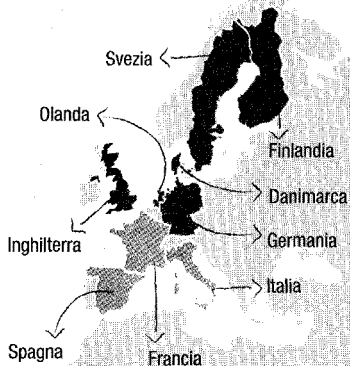 Svezia
Olanda
Finlandia
Danimarca
Inghilterra
Germania
Italia
Spagna
Francia